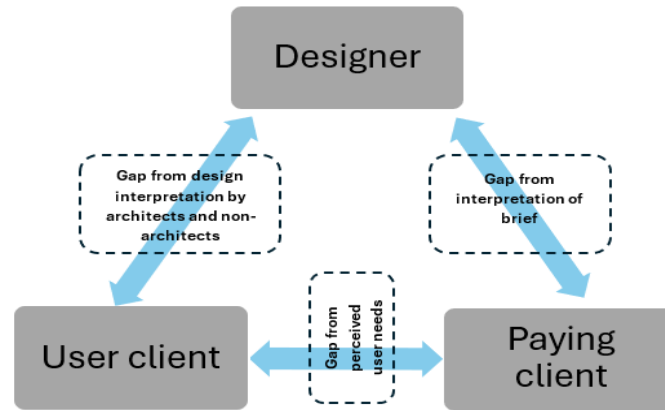 Designer
Gap from design
interpretation by
architects and non-
architects
Gap from
interpretation of
brief
Gap from
perceived
user needs
User client
Paying
client